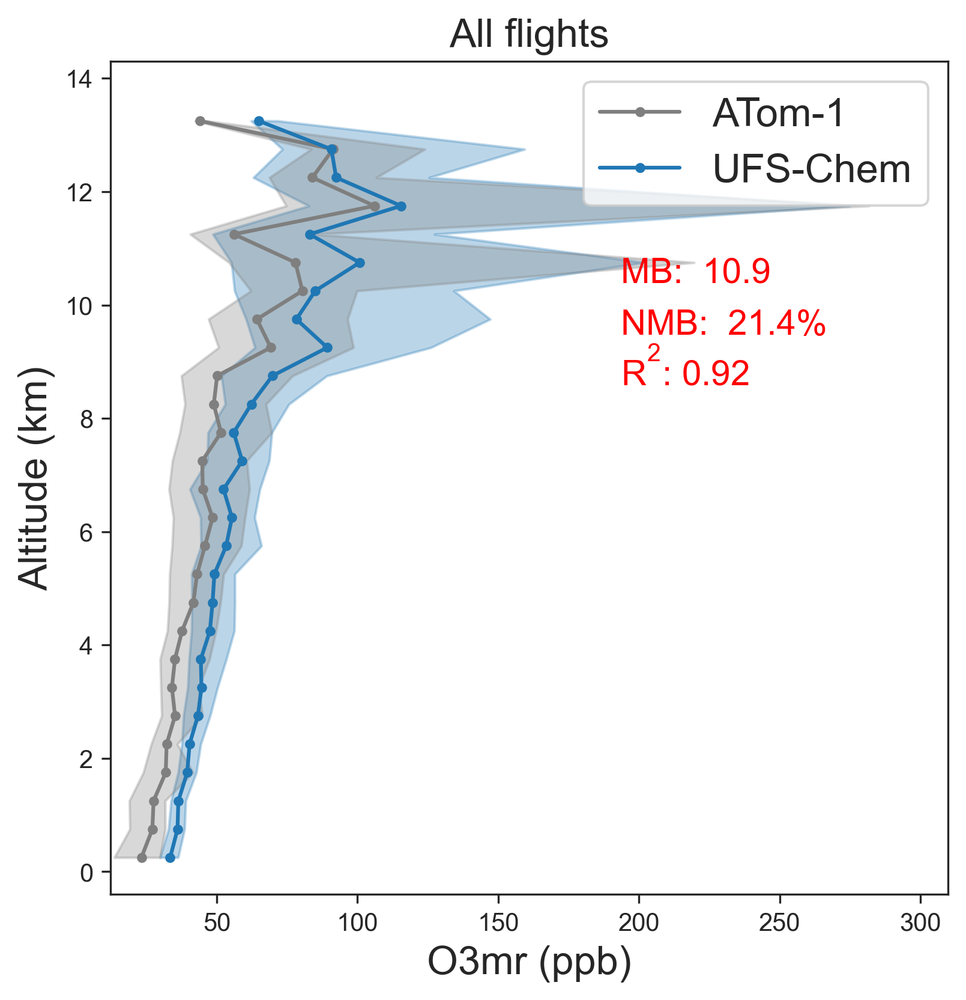 All flights
ATom-1
UFS-Chem
MB: 10.9
NMB: 21.4%
R²: 0.92
Altitude (km)
14
12
10
8
6
4
2
0
50 100 150 200 250 300
O3mr (ppb)